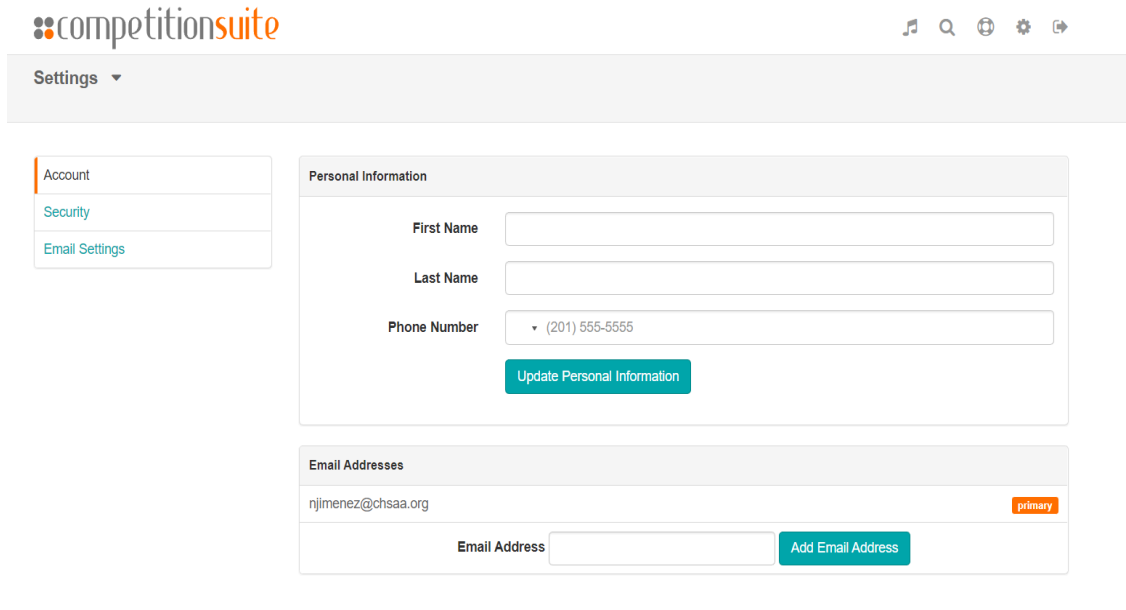 competitionsuite
Settings
Account
Security
Email Settings
Personal Information
First Name
Last Name
Phone Number
(201) 555-5555
Update Personal Information
Email Addresses
njimenez@chsaa.org
primary
Email Address
Add Email Address